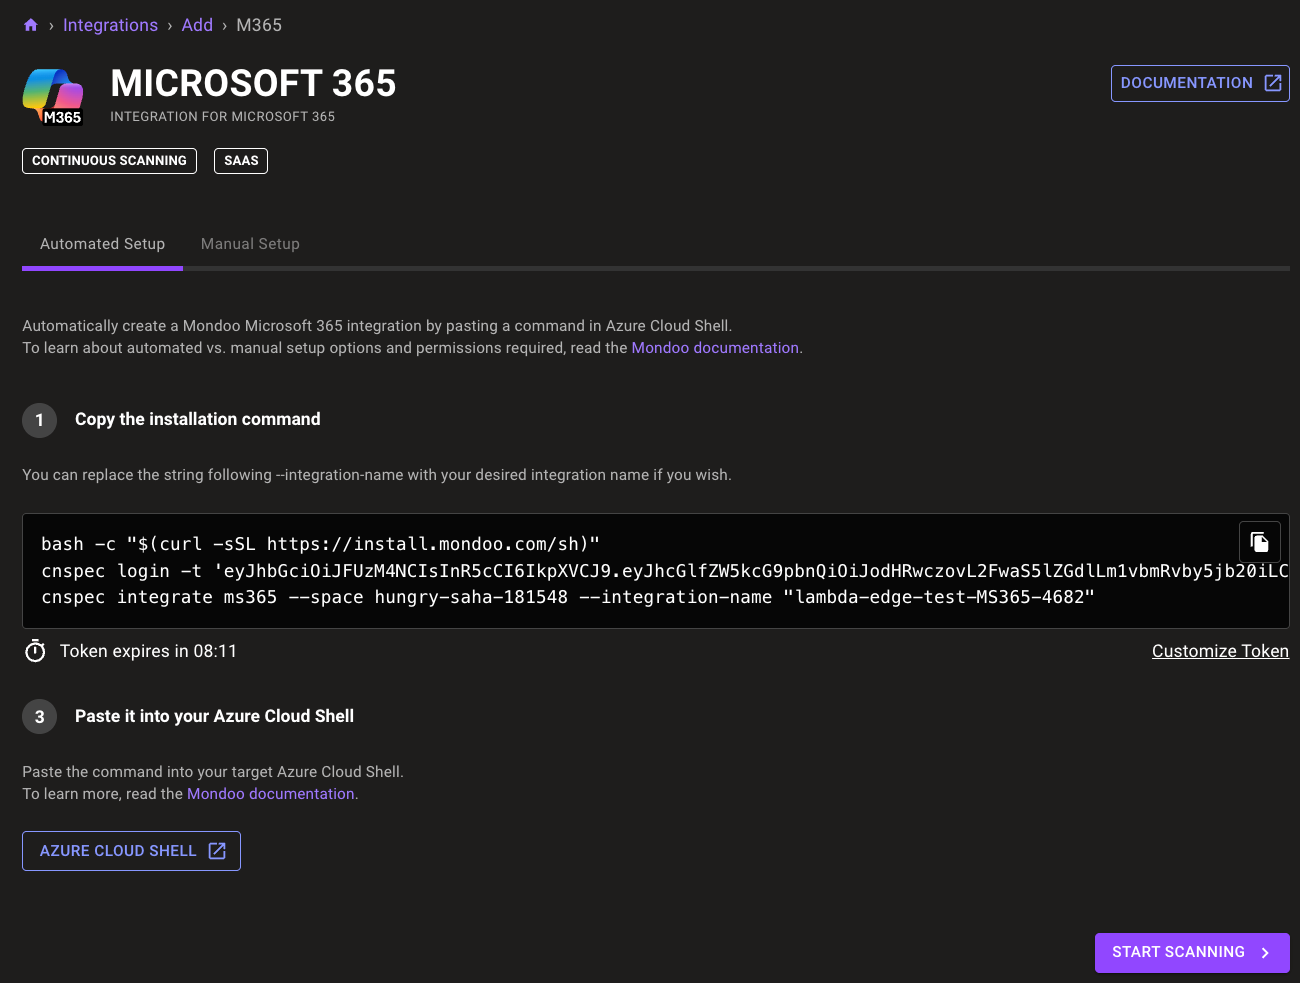 › Integrations › Add › M365
M365
MICROSOFT 365
INTEGRATION FOR MICROSOFT 365
DOCUMENTATION
CONTINUOUS SCANNING
SAAS
Automated Setup
Manual Setup
Automatically create a Mondoo Microsoft 365 integration by pasting a command in Azure Cloud Shell.
To learn about automated vs. manual setup options and permissions required, read the Mondoo documentation.
1
Copy the installation command
You can replace the string following --integration-name with your desired integration name if you wish.
bash -c "$(curl -sSL https://install.mondoo.com/sh)"
cnspec login -t 'eyJhbGciOiJFUzM4NCIsInR5cCI6IkpXVCJ9.eyJhcGlfZW5kcG9pbnQiOiJodHRwczovL2FwaS5lZGdlLm1vbmRvby5jb20iLC
cnspec integrate ms365 --space hungry-saha-181548 --integration-name "lambda-edge-test-MS365-4682"
Token expires in 08:11
Customize Token
3
Paste it into your Azure Cloud Shell
Paste the command into your target Azure Cloud Shell.
To learn more, read the Mondoo documentation.
AZURE CLOUD SHELL
START SCANNING